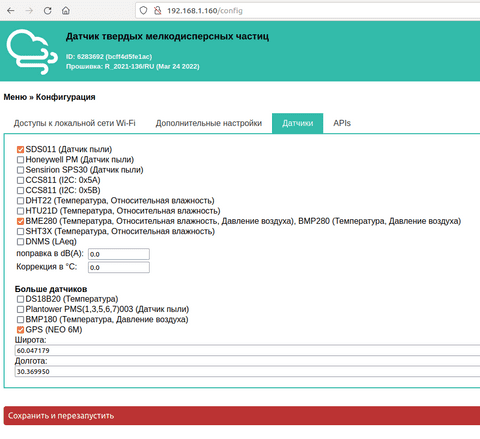 192.168.1.160/config
Датчик твердых мелкодисперсных частиц
ID: 6283692 (bcff4d5fe1ac)
Прошивка: R_2021-136/RU (Mar 24 2022)
Меню » Конфигурация
Доступы к локальной сети Wi-Fi Дополнительные настройки Датчики APIs
SDS011 (Датчик пыли)
Honeywell PM (Датчик пыли)
Sensirion SPS30 (Датчик пыли)
CCS811 (I2C: 0x5A)
CCS811 (I2C: 0x5B)
DHT22 (Температура, Относительная влажность)
HTU21D (Температура, Относительная влажность)
BME280 (Температура, Относительная влажность, Давление воздуха), BMP280 (Температура, Давление воздуха)
SHT3X (Температура, Относительная влажность)
DNMS (LAeq)
поправка в dB(A): 0.0
Коррекция в °C: 0.0
Больше датчиков
DS18B20 (Температура)
Plantower PMS(1,3,5,6,7)003 (Датчик пыли)
BMP180 (Температура, Давление воздуха)
GPS (NEO 6M)
Широта:
60.047179
Долгота:
30.369950
Сохранить и перезапустить